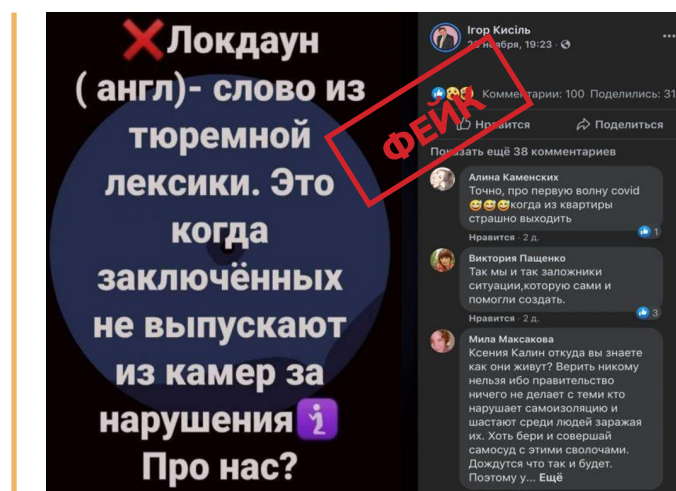 ❌Локдаун
( англ)- слово из
тюремной
лексики. Это
когда
заключённых
не выпускают
из камер за
нарушения
Про нас?
Ігор Кисіль
ноября, 19:23
ФЕЙК
Комментарии: 100 Поделились: 31
Нравится Поделиться
Показать ещё 38 комментариев
Алина Каменских
Точно, про первую волну covid
😅😅😅когда из квартиры
страшно выходить
Нравится · 2 д. 1
Виктория Пащенко
Так мы и так заложники
ситуации,которую сами и
помогли создать.
Нравится · 2 д. 3
Мила Максакова
Ксения Калин откуда вы знаете
как они живут? Верить никому
нельзя ибо правительство
ничего не делает с теми кто
нарушает самоизоляцию и
шастают среди людей заражая
их. Хоть бери и совершай
самосуд с этими сволочами.
Дождутся что так и будет.
Поэтому у... Ещё